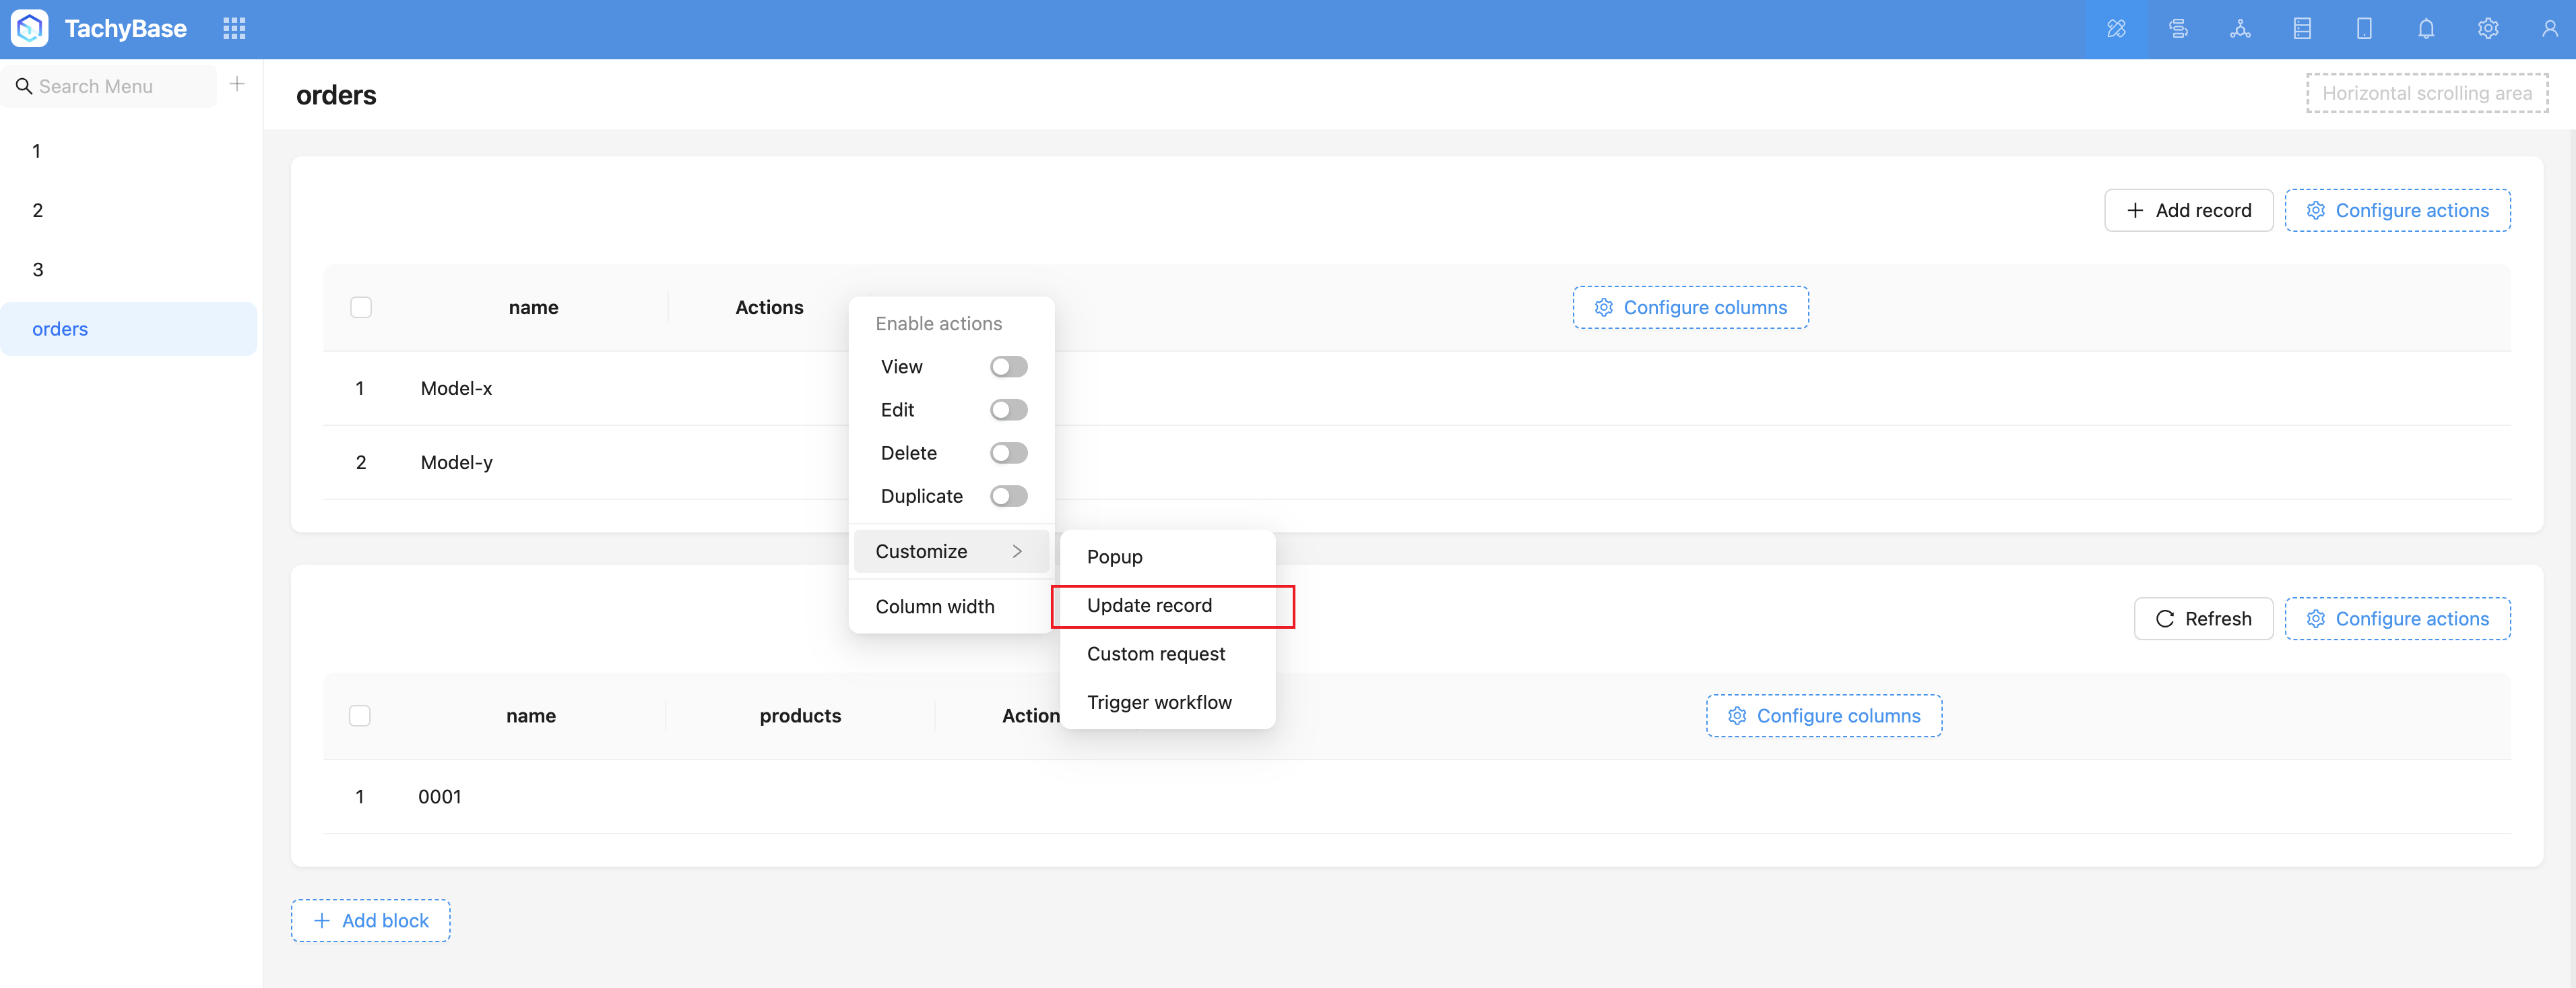 TachyBase
Search Menu
1
2
3
orders
orders
Horizontal scrolling area
Add record
Configure actions
name
Actions
Configure columns
1
Model-x
2
Model-y
Enable actions
View
Edit
Delete
Duplicate
Customize
Column width
Popup
Update record
Custom request
Trigger workflow
Refresh
Configure actions
name
products
Action
Configure columns
1
0001
Add block